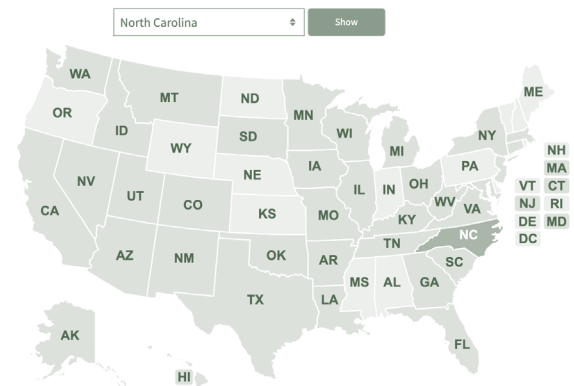 North Carolina
Show
WA
MT
ND
MN
ME
OR
ID
SD
WI
MI
NY
WY
IA
PA
NH
NE
IL
IN
OH
MA
NV
UT
CO
KS
MO
KY
WV
VA
VT
CT
NJ
RI
CA
DE
MD
NC
DC
TN
AZ
NM
OK
AR
SC
MS
AL
GA
TX
LA
AK
FL
HI